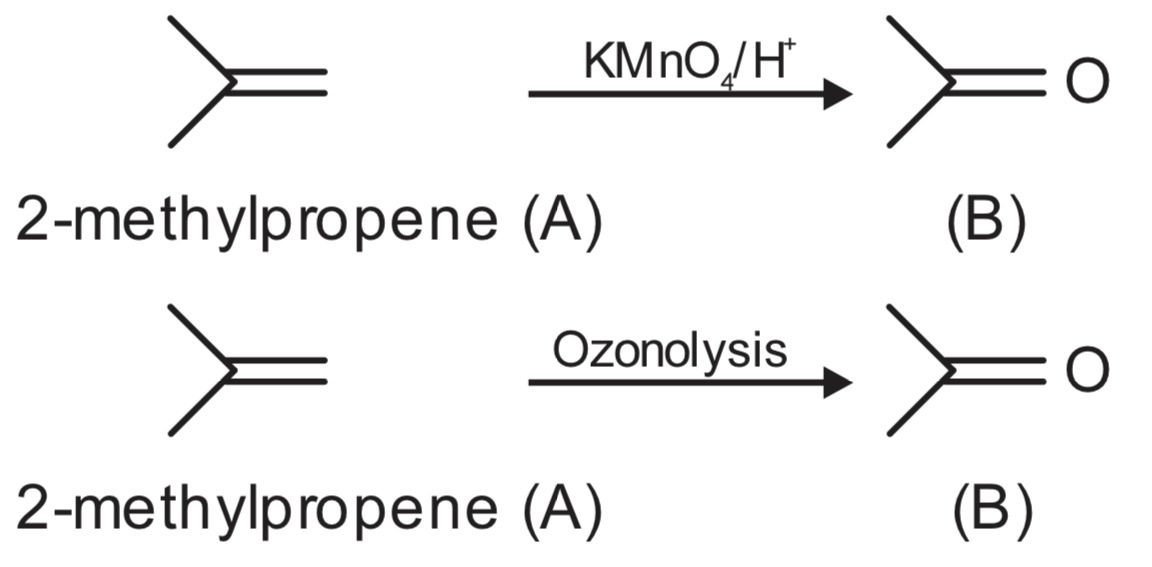 KMnO₄/H⁺
O
2-methylpropene (A)
(B)
Ozonolysis
O
2-methylpropene (A)
(B)